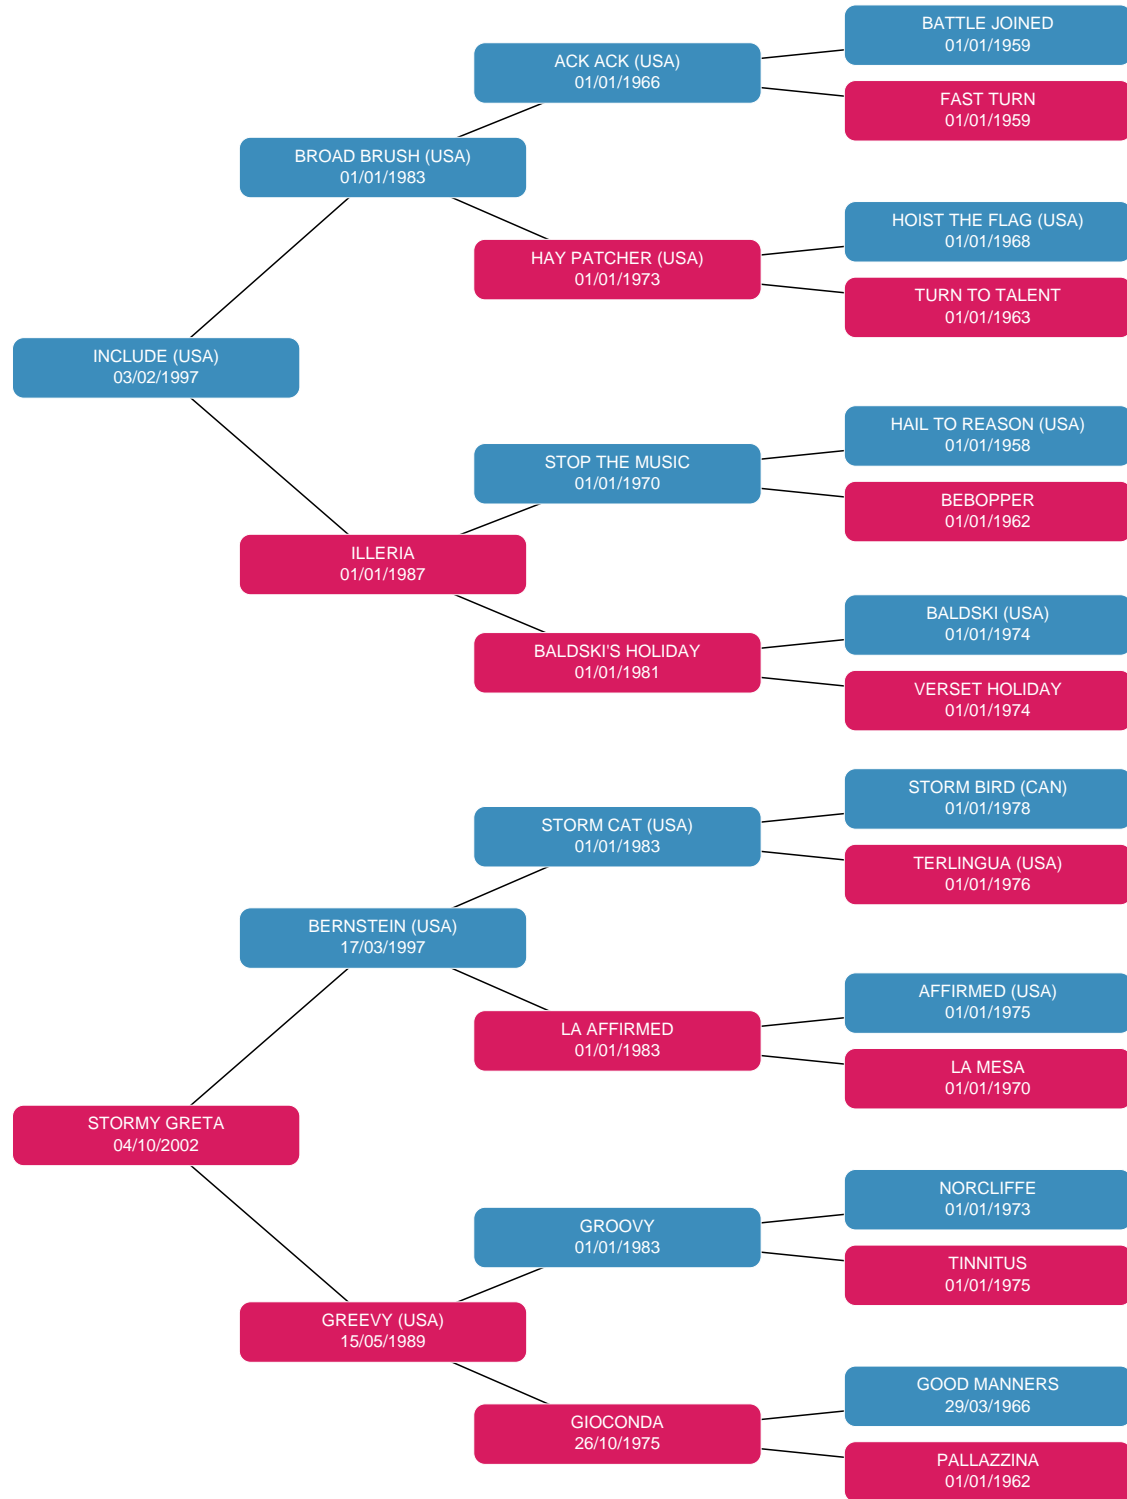 BATTLE JOINED
01/01/1959
ACK ACK (USA)
01/01/1966
FAST TURN
01/01/1959
BROAD BRUSH (USA)
01/01/1983
HOIST THE FLAG (USA)
01/01/1968
HAY PATCHER (USA)
01/01/1973
TURN TO TALENT
01/01/1963
INCLUDE (USA)
03/02/1997
HAIL TO REASON (USA)
01/01/1958
STOP THE MUSIC
01/01/1970
BEBOPPER
01/01/1962
ILLERIA
01/01/1987
BALDSKI (USA)
01/01/1974
BALDSKI'S HOLIDAY
01/01/1981
VERSET HOLIDAY
01/01/1974
STORM BIRD (CAN)
01/01/1978
STORM CAT (USA)
01/01/1983
TERLINGUA (USA)
01/01/1976
BERNSTEIN (USA)
17/03/1997
AFFIRMED (USA)
01/01/1975
LA AFFIRMED
01/01/1983
LA MESA
01/01/1970
STORMY GRETA
04/10/2002
NORCLIFFE
01/01/1973
GROOVY
01/01/1983
TINNITUS
01/01/1975
GREEVY (USA)
15/05/1989
GOOD MANNERS
29/03/1966
GIOCONDA
26/10/1975
PALLAZZINA
01/01/1962